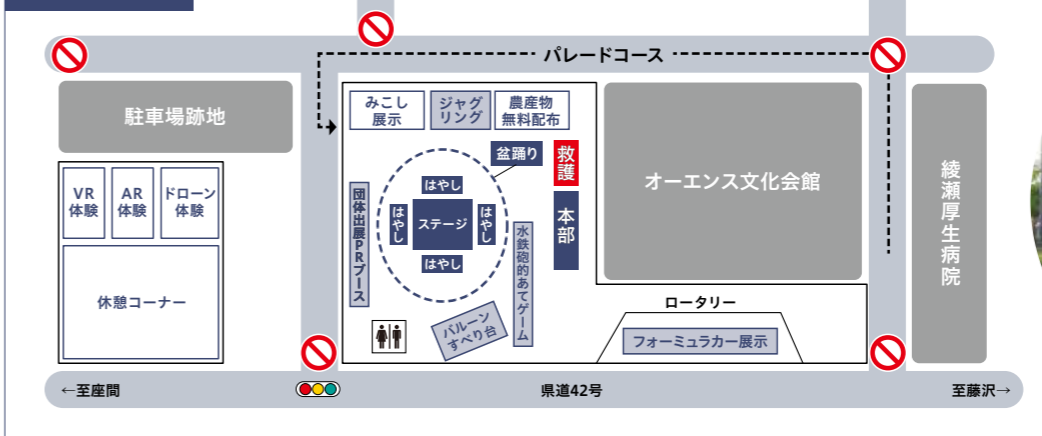 パレードコース
駐車場跡地
みこし
展示
ジャグ
リング
農産物
無料配布
盆踊り
救護
本部
オーエンス文化会館
綾瀬厚生病院
VR
体験
AR
体験
ドローン
体験
休憩コーナー
団体出展PRブース
はやし
はやし
ステージ
はやし
はやし
水鉄砲的あてゲーム
バルーン
すべり台
ロータリー
フォーミュラカー展示
←至座間
県道42号
至藤沢→